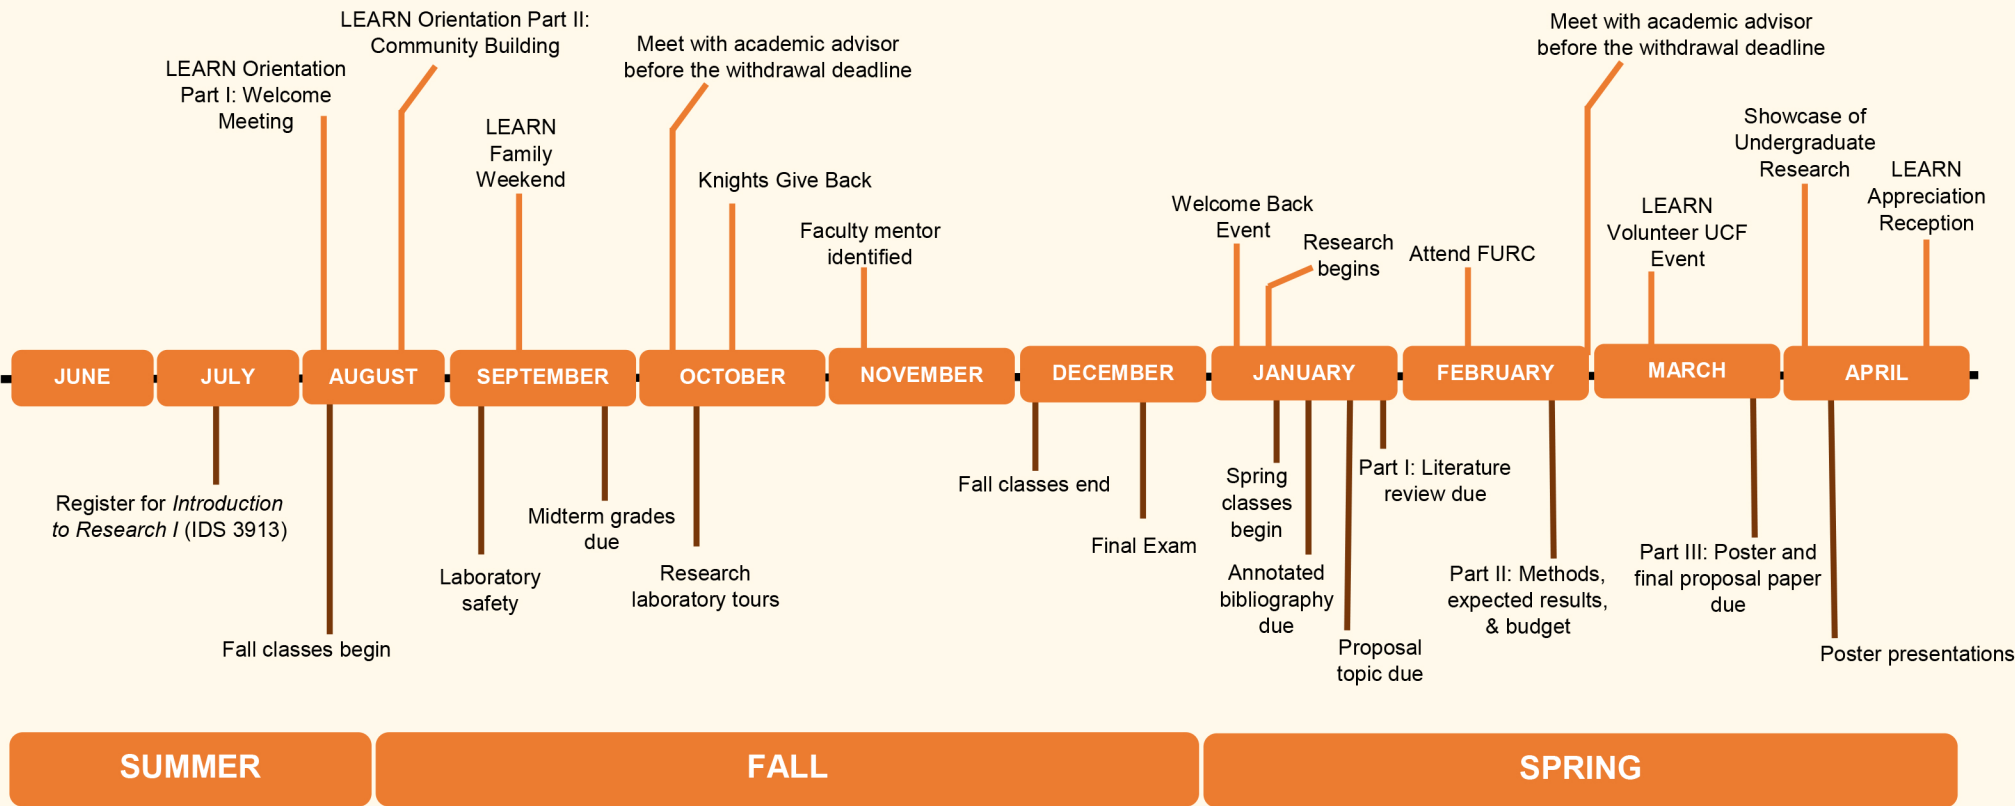 LEARN Orientation Part II:
Community Building
Meet with academic advisor
before the withdrawal deadline
Meet with academic advisor
before the withdrawal deadline
LEARN Orientation
Part I: Welcome
Meeting
LEARN
Family
Weekend
Knights Give Back
Faculty mentor
identified
Welcome Back
Event
Research
begins
Attend FURC
LEARN
Volunteer UCF
Event
Showcase of
Undergraduate
Research
LEARN
Appreciation
Reception
JUNE
JULY
AUGUST
SEPTEMBER
OCTOBER
NOVEMBER
DECEMBER
JANUARY
FEBRUARY
MARCH
APRIL
Register for Introduction
to Research I (IDS 3913)
Fall classes begin
Laboratory
safety
Midterm grades
due
Research
laboratory tours
Fall classes end
Final Exam
Spring
classes
begin
Annotated
bibliography
due
Proposal
topic due
Part I: Literature
review due
Part II: Methods,
expected results,
& budget
Part III: Poster and
final proposal paper
due
Poster presentations
SUMMER
FALL
SPRING